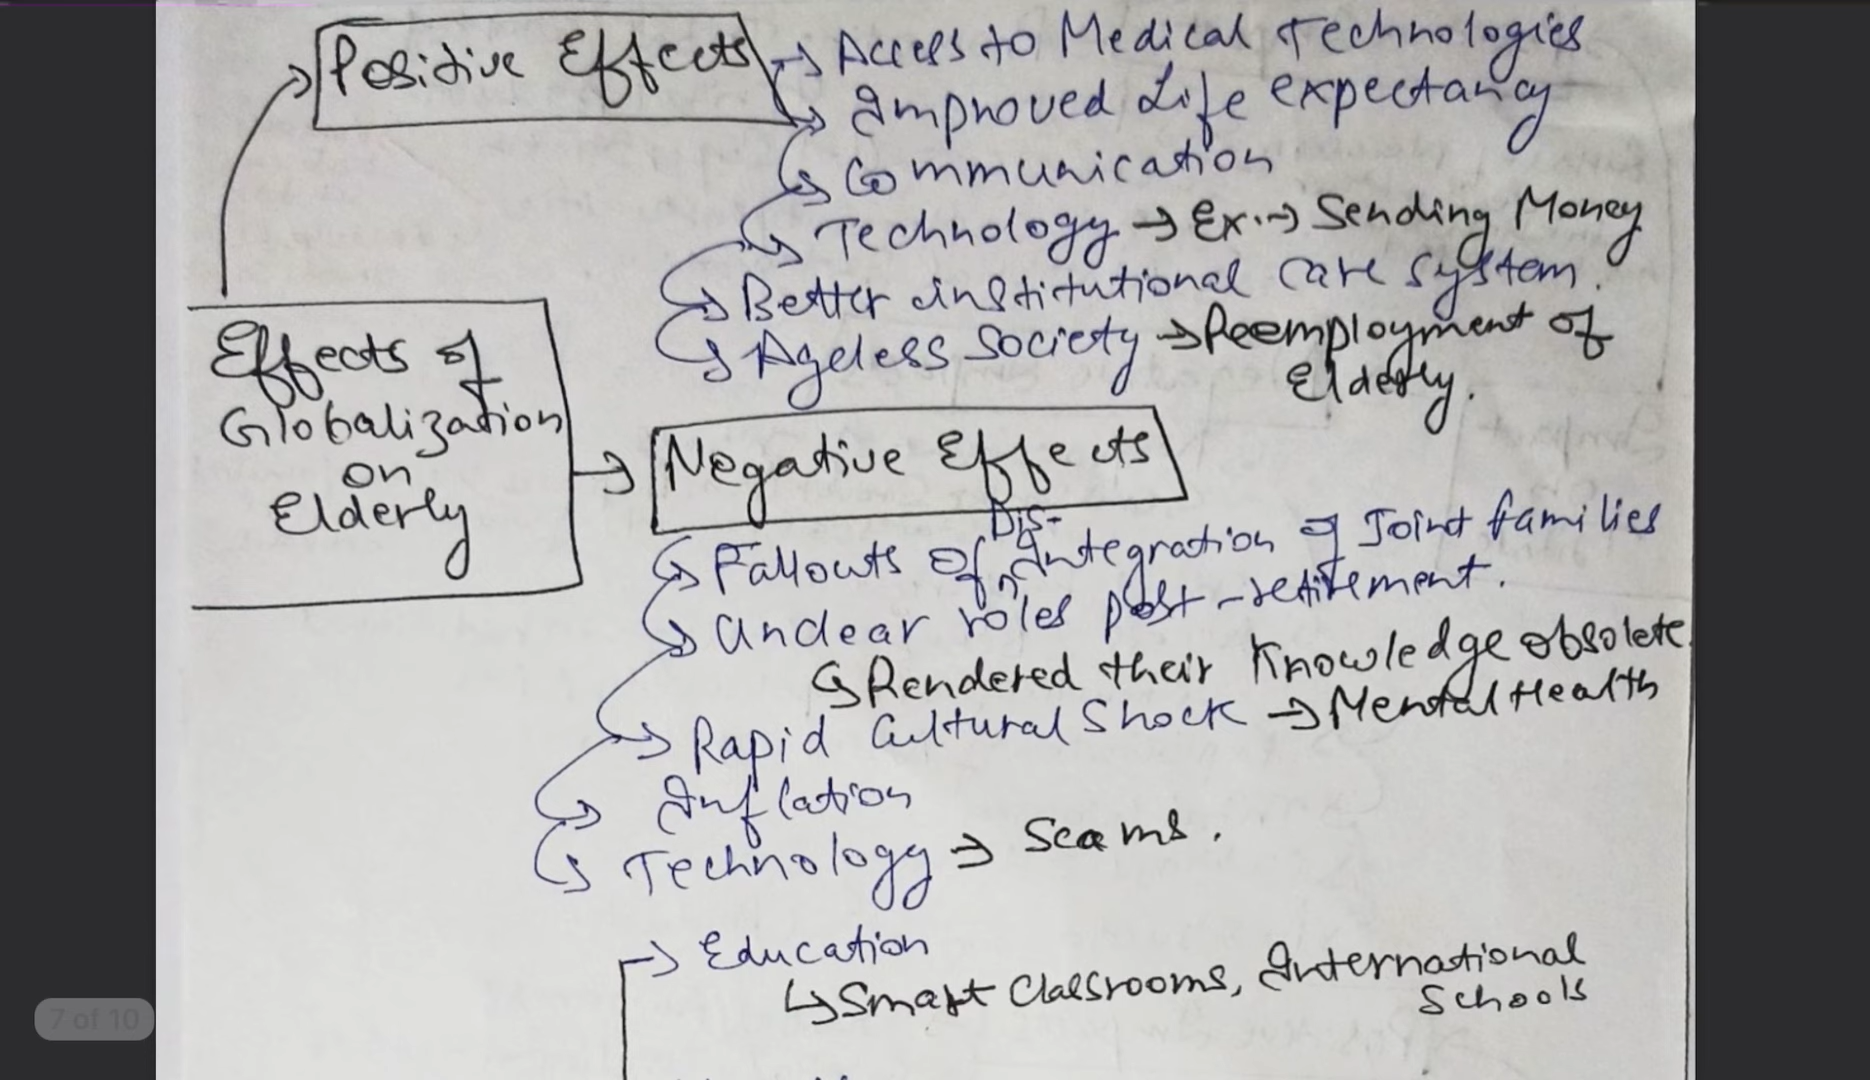 Positive Effects → Access to Medical Technologies
→ Improved Life expectancy
→ Communication
→ Technology → Ex. → Sending Money
→ Better institutional care system.
→ Ageless Society → Reemployment of
Elderly.
Effects of
Globalization
on
Elderly
→ Negative Effects
Dis-
→ Fallouts of Integration of Joint families
→ Unclear roles post-retirement.
↳ Rendered their Knowledge obsolete
→ Rapid Cultural Shock → Mental Health
→ Inflation
→ Technology → Scams.
→ Education
↳ Smart Classrooms, International
Schools
7 of 10